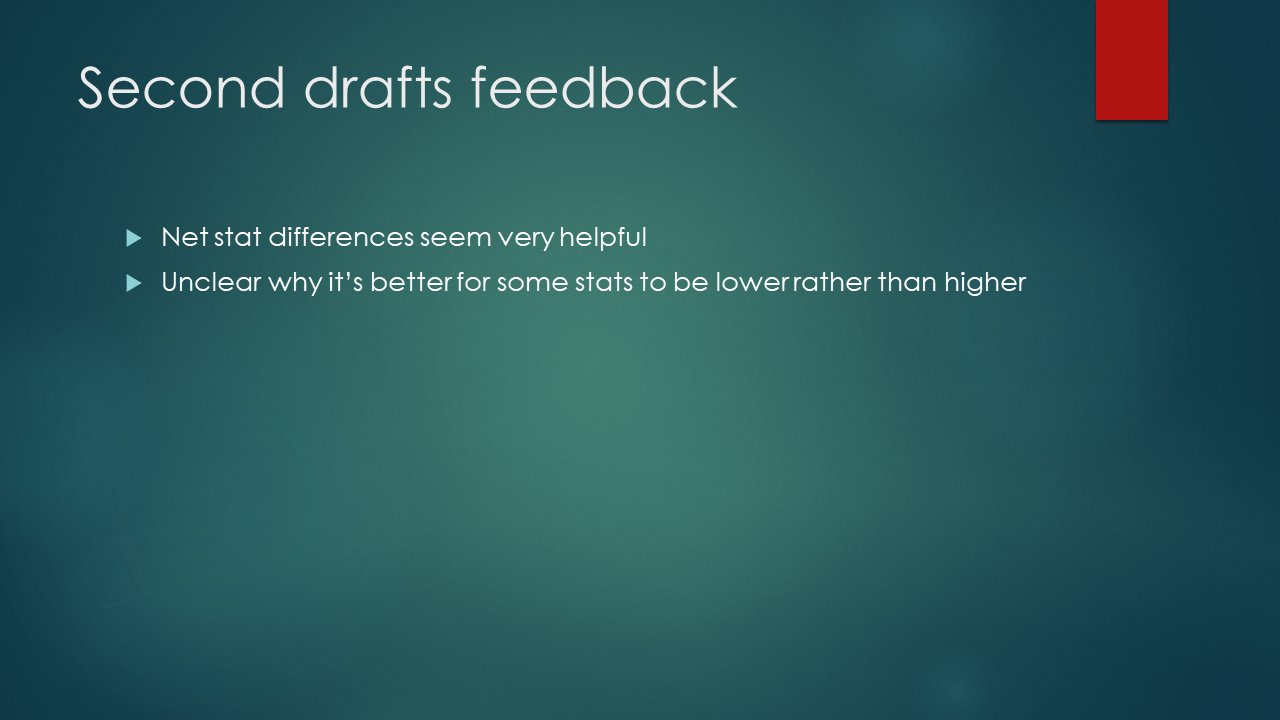 Second drafts feedback
Net stat differences seem very helpful
Unclear why it’s better for some stats to be lower rather than higher